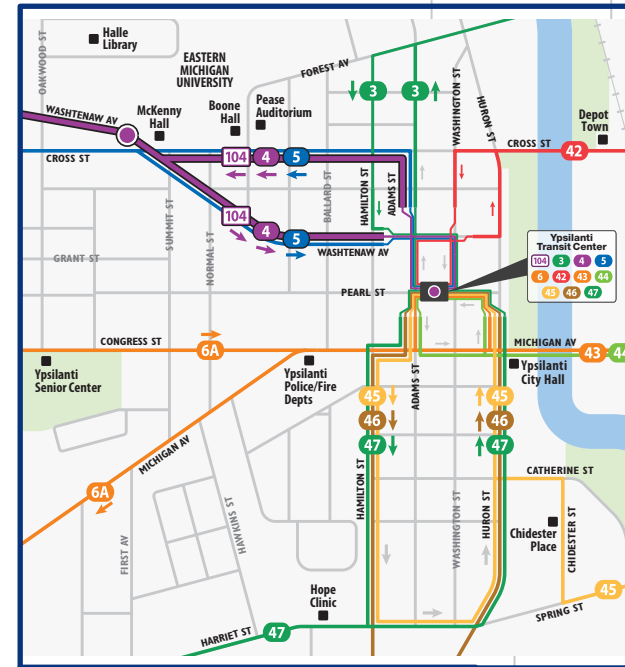 OAKWOOD ST
Halle
Library
EASTERN
MICHIGAN
UNIVERSITY
FOREST AV
3
3
WASHINGTON ST
HURON ST
WASHTENAW AV
McKenny
Hall
Boone
Hall
Pease
Auditorium
Depot
Town
CROSS ST
104
4
5
CROSS ST
42
SUMMIT ST
NORMAL ST
BALLARD ST
HAMILTON ST
ADAMS ST
104
4
5
WASHTENAW AV
GRANT ST
Ypsilanti
Transit Center
104 3 4 5
6 42 43 44
45 46 47
PEARL ST
CONGRESS ST
6A
MICHIGAN AV
43
44
Ypsilanti
Senior Center
Ypsilanti
Police/Fire
Depts
ADAMS ST
Ypsilanti
City Hall
45
46
47
45
46
47
MICHIGAN AV
6A
HAMILTON ST
WASHINGTON ST
HURON ST
CATHERINE ST
Chidester
Place
CHIDESTER ST
FIRST AV
HAWKINS ST
Hope
Clinic
45
SPRING ST
HARRIET ST
47